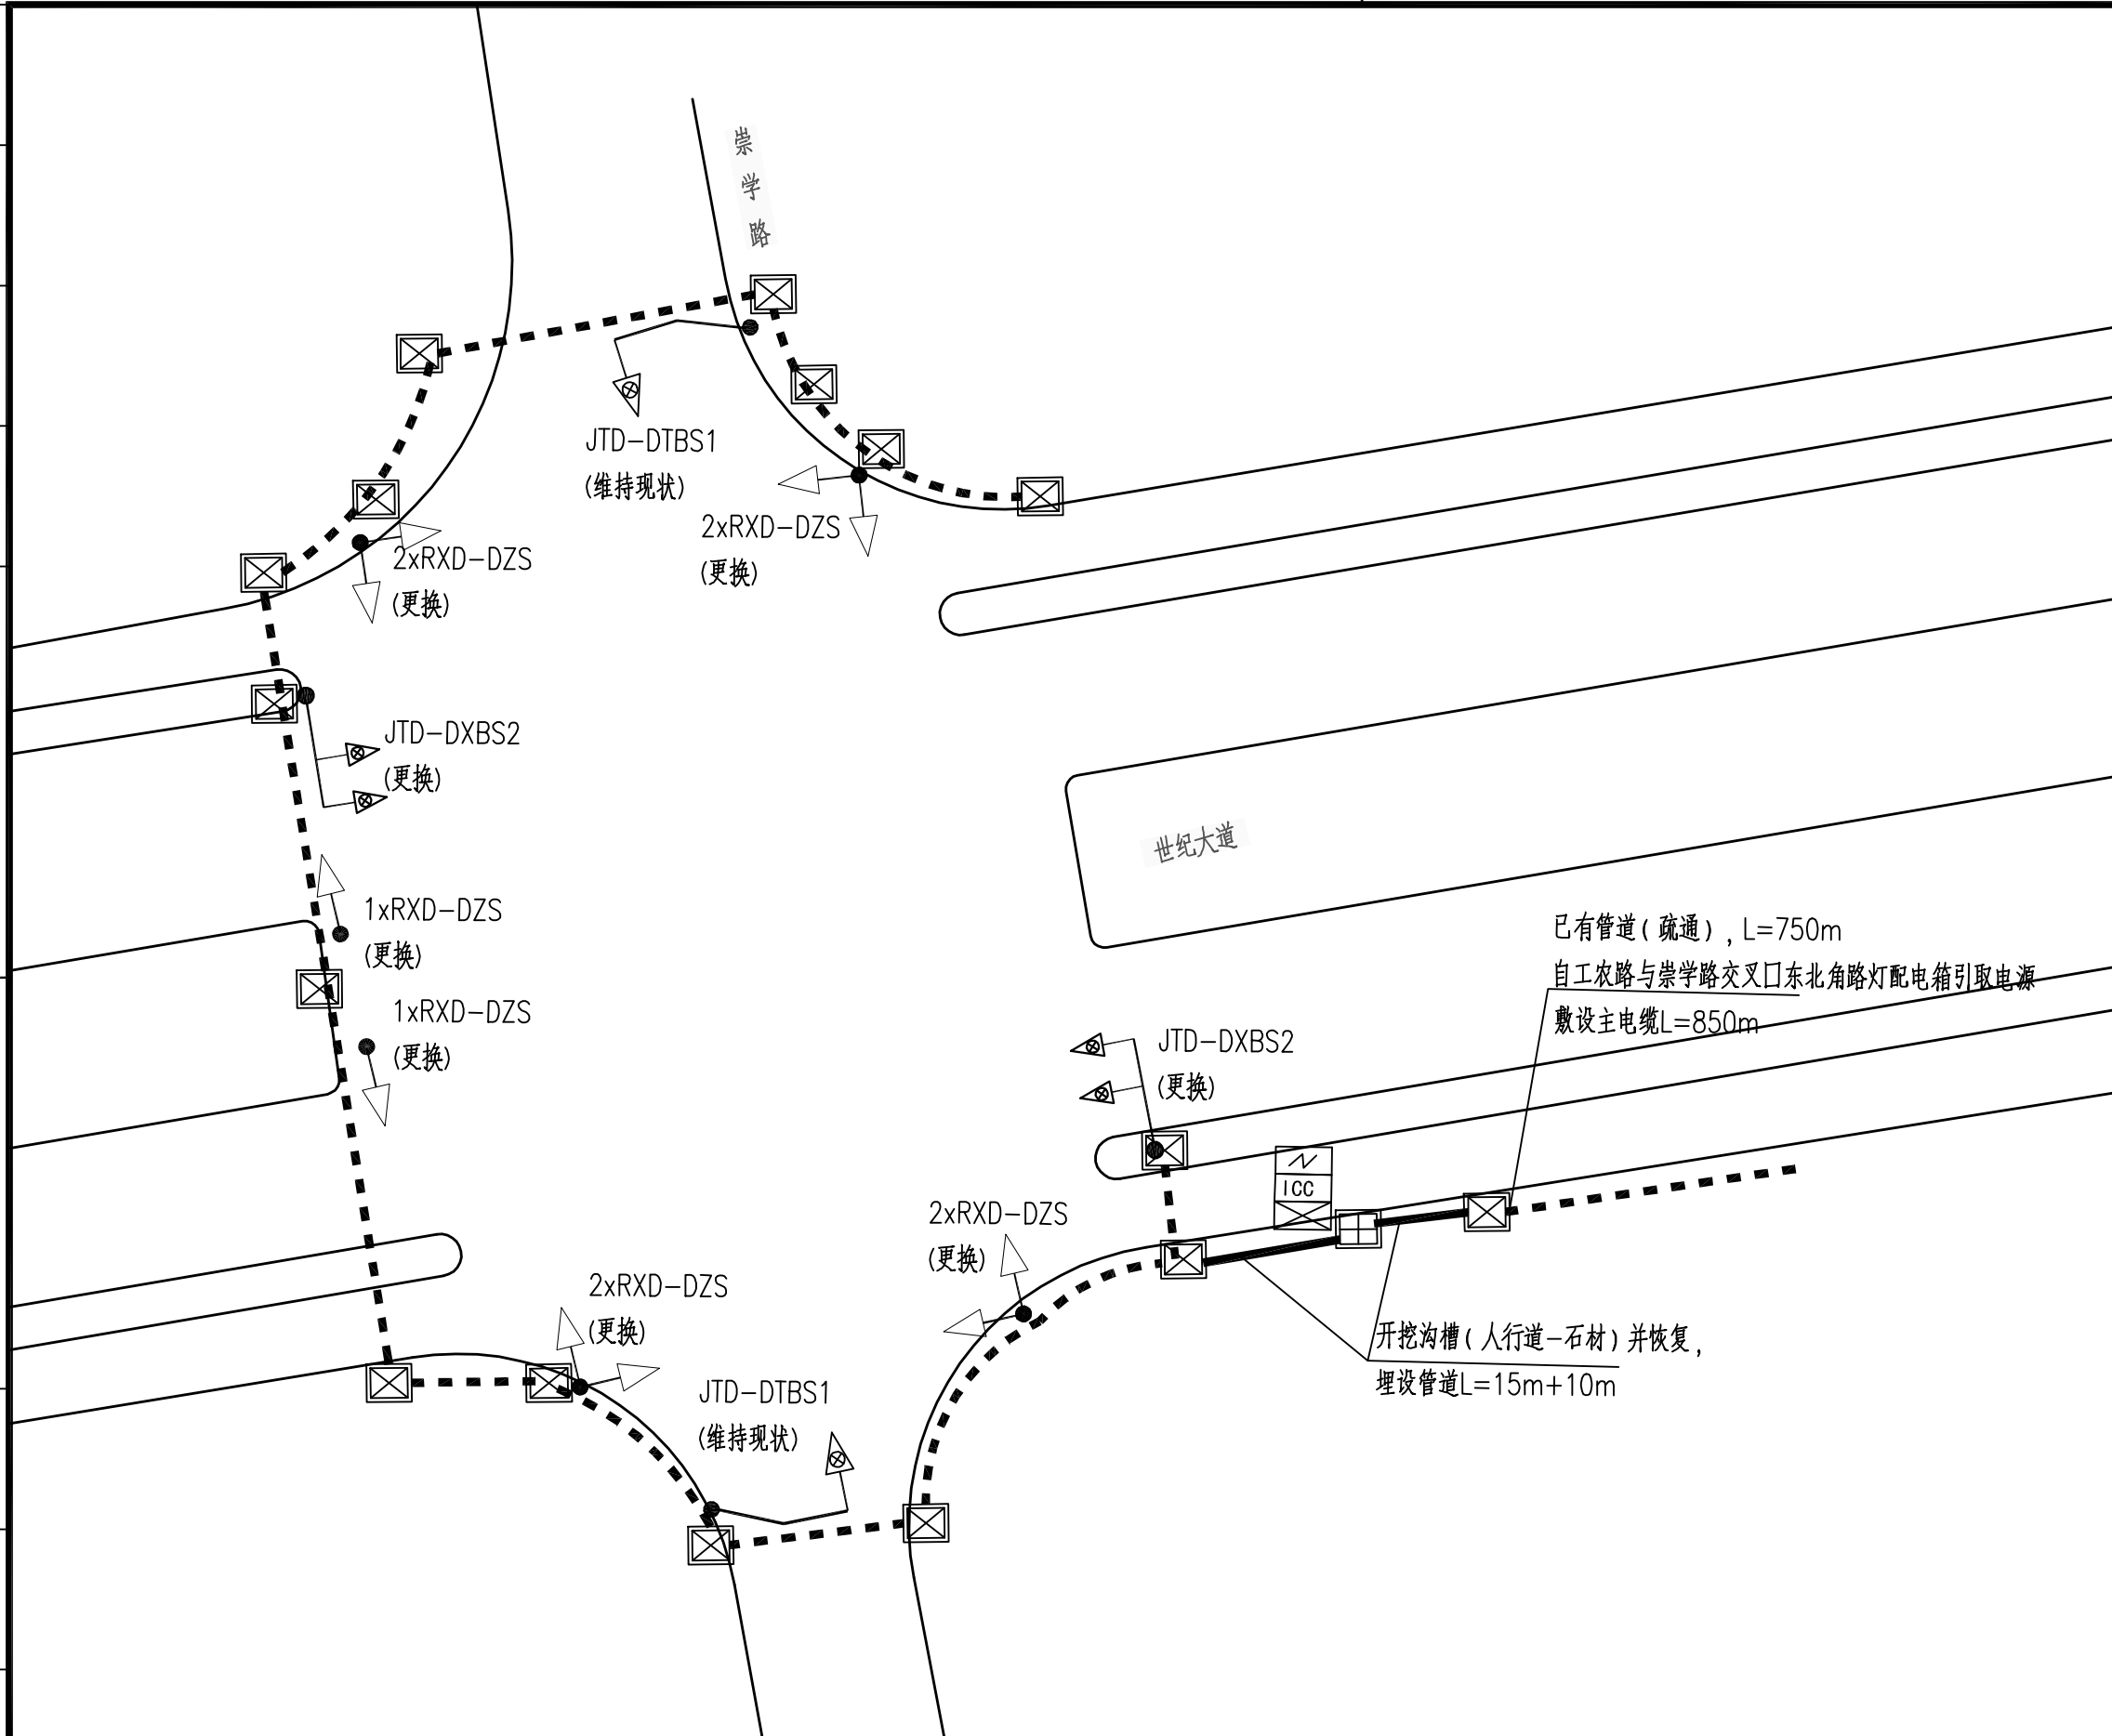 崇
学
路
JTD-DTBS1
(维持现状)
2xRXD-DZS
(更换)
2xRXD-DZS
(更换)
JTD-DXBS2
(更换)
世纪大道
1xRXD-DZS
(更换)
已有管道(疏通),L=750m
自工农路与崇学路交叉口东北角路灯配电箱引取电源
敷设主电缆L=850m
1xRXD-DZS
(更换)
JTD-DXBS2
(更换)
ICC
2xRXD-DZS
(更换)
2xRXD-DZS
(更换)
开挖沟槽(人行道-石材)并恢复,
埋设管道L=15m+10m
JTD-DTBS1
(维持现状)